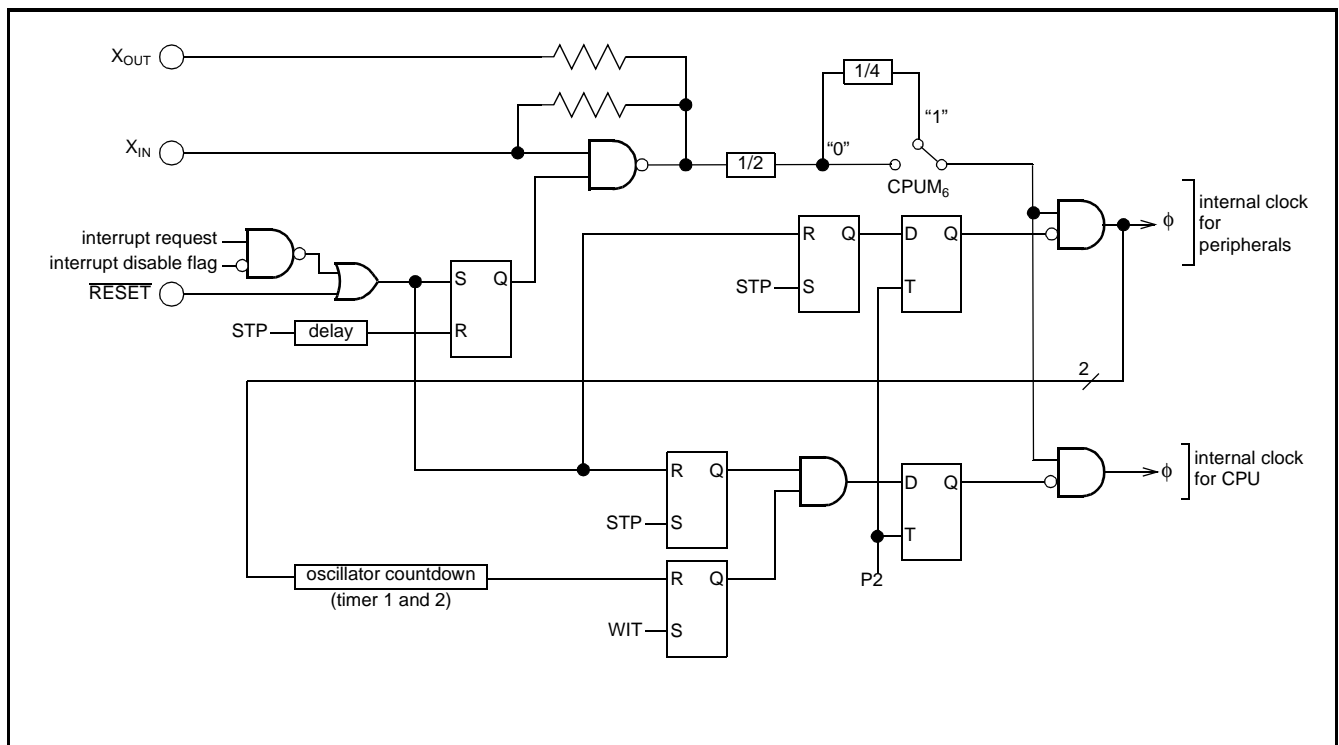 XOUT
1/4
“1”
XIN
“0”
1/2
CPUM6
internal clock
for
peripherals
ϕ
interrupt request
interrupt disable flag
RESET
R Q
D Q
S Q
STP
S
T
STP
delay
R
2
R Q
D Q
ϕ
internal clock
for CPU
STP
S
T
oscillator countdown
(timer 1 and 2)
R Q
P2
WIT
S